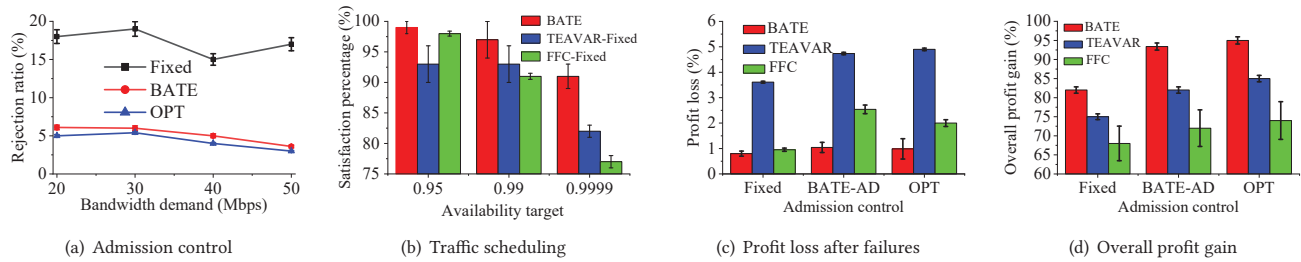 Rejection ratio (%)
20
15
10
5
0
Fixed
BATE
OPT
20 30 40 50
Bandwidth demand (Mbps)
(a) Admission control
Satisfaction percentage (%)
100
95
90
85
80
75
BATE
TEAVAR-Fixed
FFC-Fixed
0.95 0.99 0.9999
Availability target
(b) Traffic scheduling
Profit loss (%)
6
5
4
3
2
1
0
BATE
TEAVAR
FFC
Fixed BATE-AD OPT
Admission control
(c) Profit loss after failures
Overall profit gain (%)
100
95
90
85
80
75
70
65
60
BATE
TEAVAR
FFC
Fixed BATE-AD OPT
Admission control
(d) Overall profit gain